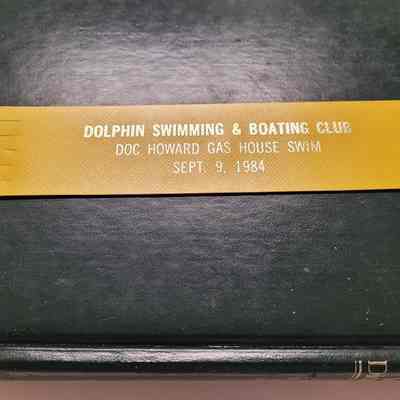 DOLPHIN SWIMMING & BOATING CLUB
DOC HOWARD GAS HOUSE SWIM
SEPT. 9, 1984